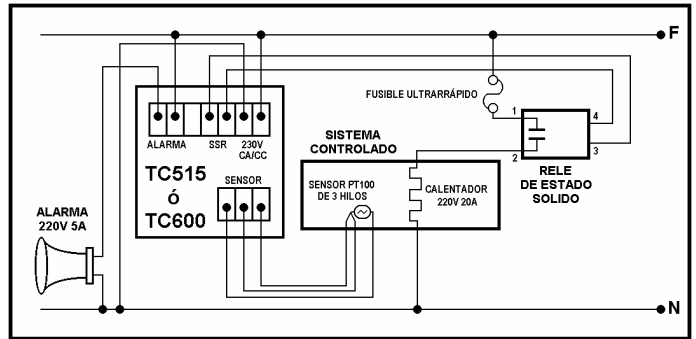 F
FUSIBLE ULTRARRÁPIDO
1
4
2
3
ALARMA
SSR
230V
CA/CC
SISTEMA
CONTROLADO
RELE
DE ESTADO
SOLIDO
TC515
ó
TC600
SENSOR
SENSOR PT100
DE 3 HILOS
CALENTADOR
220V 20A
ALARMA
220V 5A
N